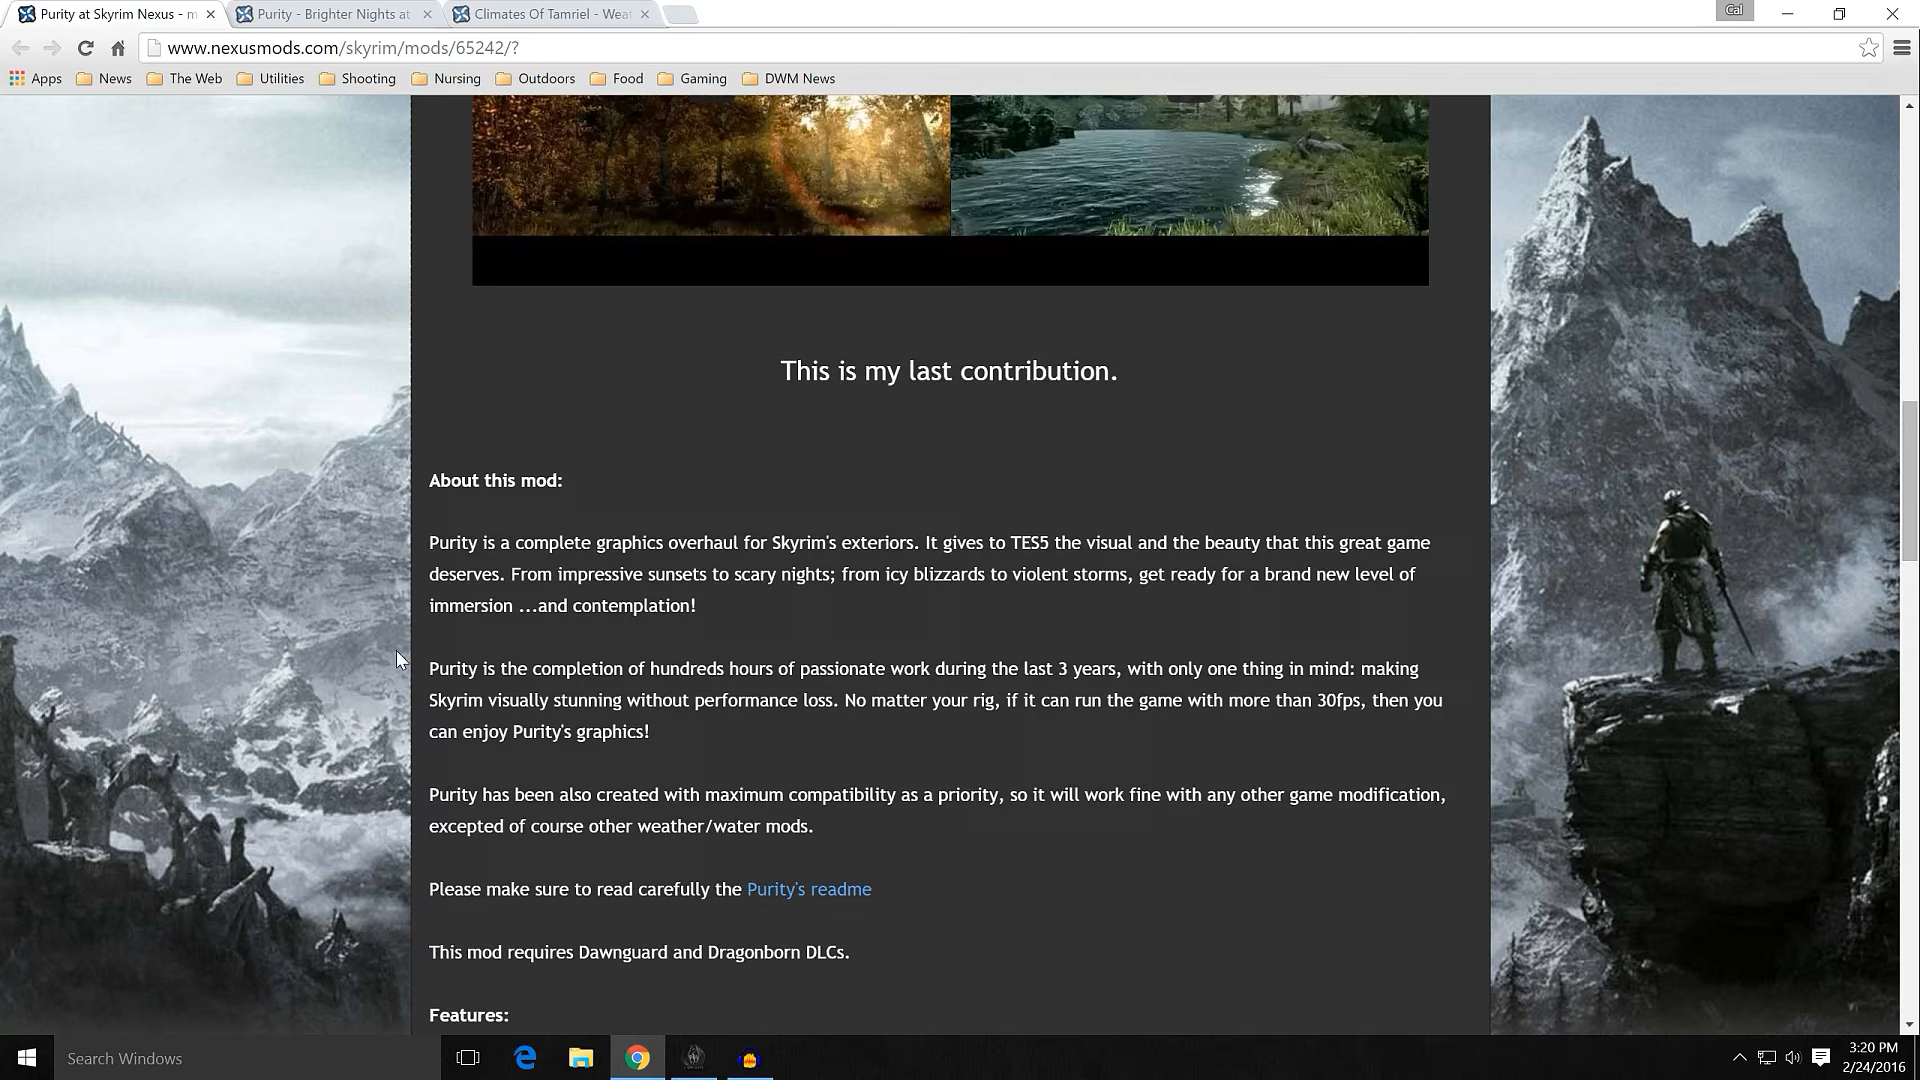 Purity at Skyrim Nexus - m
Purity - Brighter Nights at
Climates Of Tamriel - Wea
Cal
www.nexusmods.com/skyrim/mods/65242/?
Apps
News
The Web
Utilities
Shooting
Nursing
Outdoors
Food
Gaming
DWM News
This is my last contribution.
About this mod:
Purity is a complete graphics overhaul for Skyrim's exteriors. It gives to TES5 the visual and the beauty that this great game
deserves. From impressive sunsets to scary nights; from icy blizzards to violent storms, get ready for a brand new level of
immersion ...and contemplation!
Purity is the completion of hundreds hours of passionate work during the last 3 years, with only one thing in mind: making
Skyrim visually stunning without performance loss. No matter your rig, if it can run the game with more than 30fps, then you
can enjoy Purity's graphics!
Purity has been also created with maximum compatibility as a priority, so it will work fine with any other game modification,
excepted of course other weather/water mods.
Please make sure to read carefully the Purity's readme
This mod requires Dawnguard and Dragonborn DLCs.
Features:
Search Windows
3:20 PM
2/24/2016